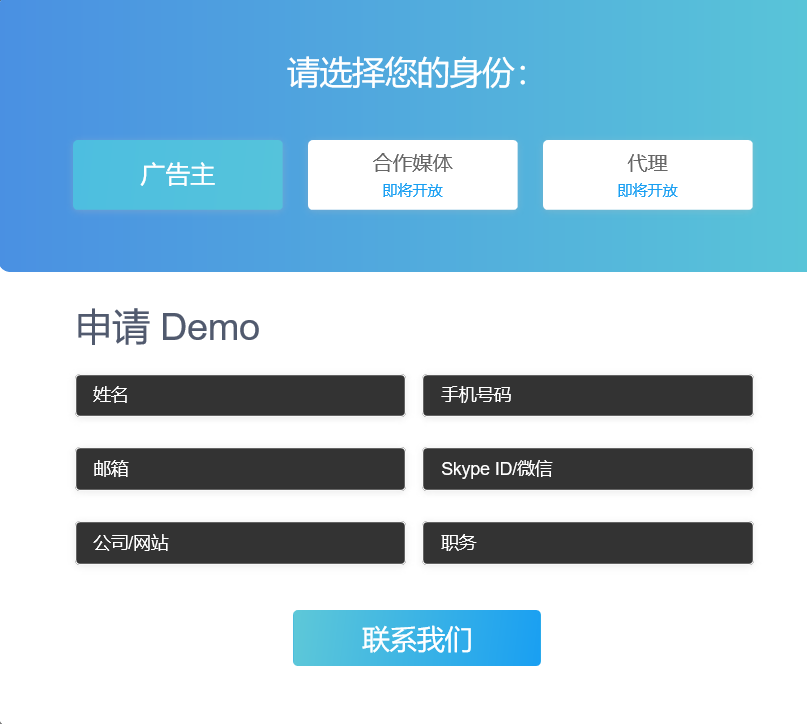 请选择您的身份：
广告主
合作媒体
即将开放
代理
即将开放
申请 Demo
姓名
手机号码
邮箱
Skype ID/微信
公司/网站
职务
联系我们